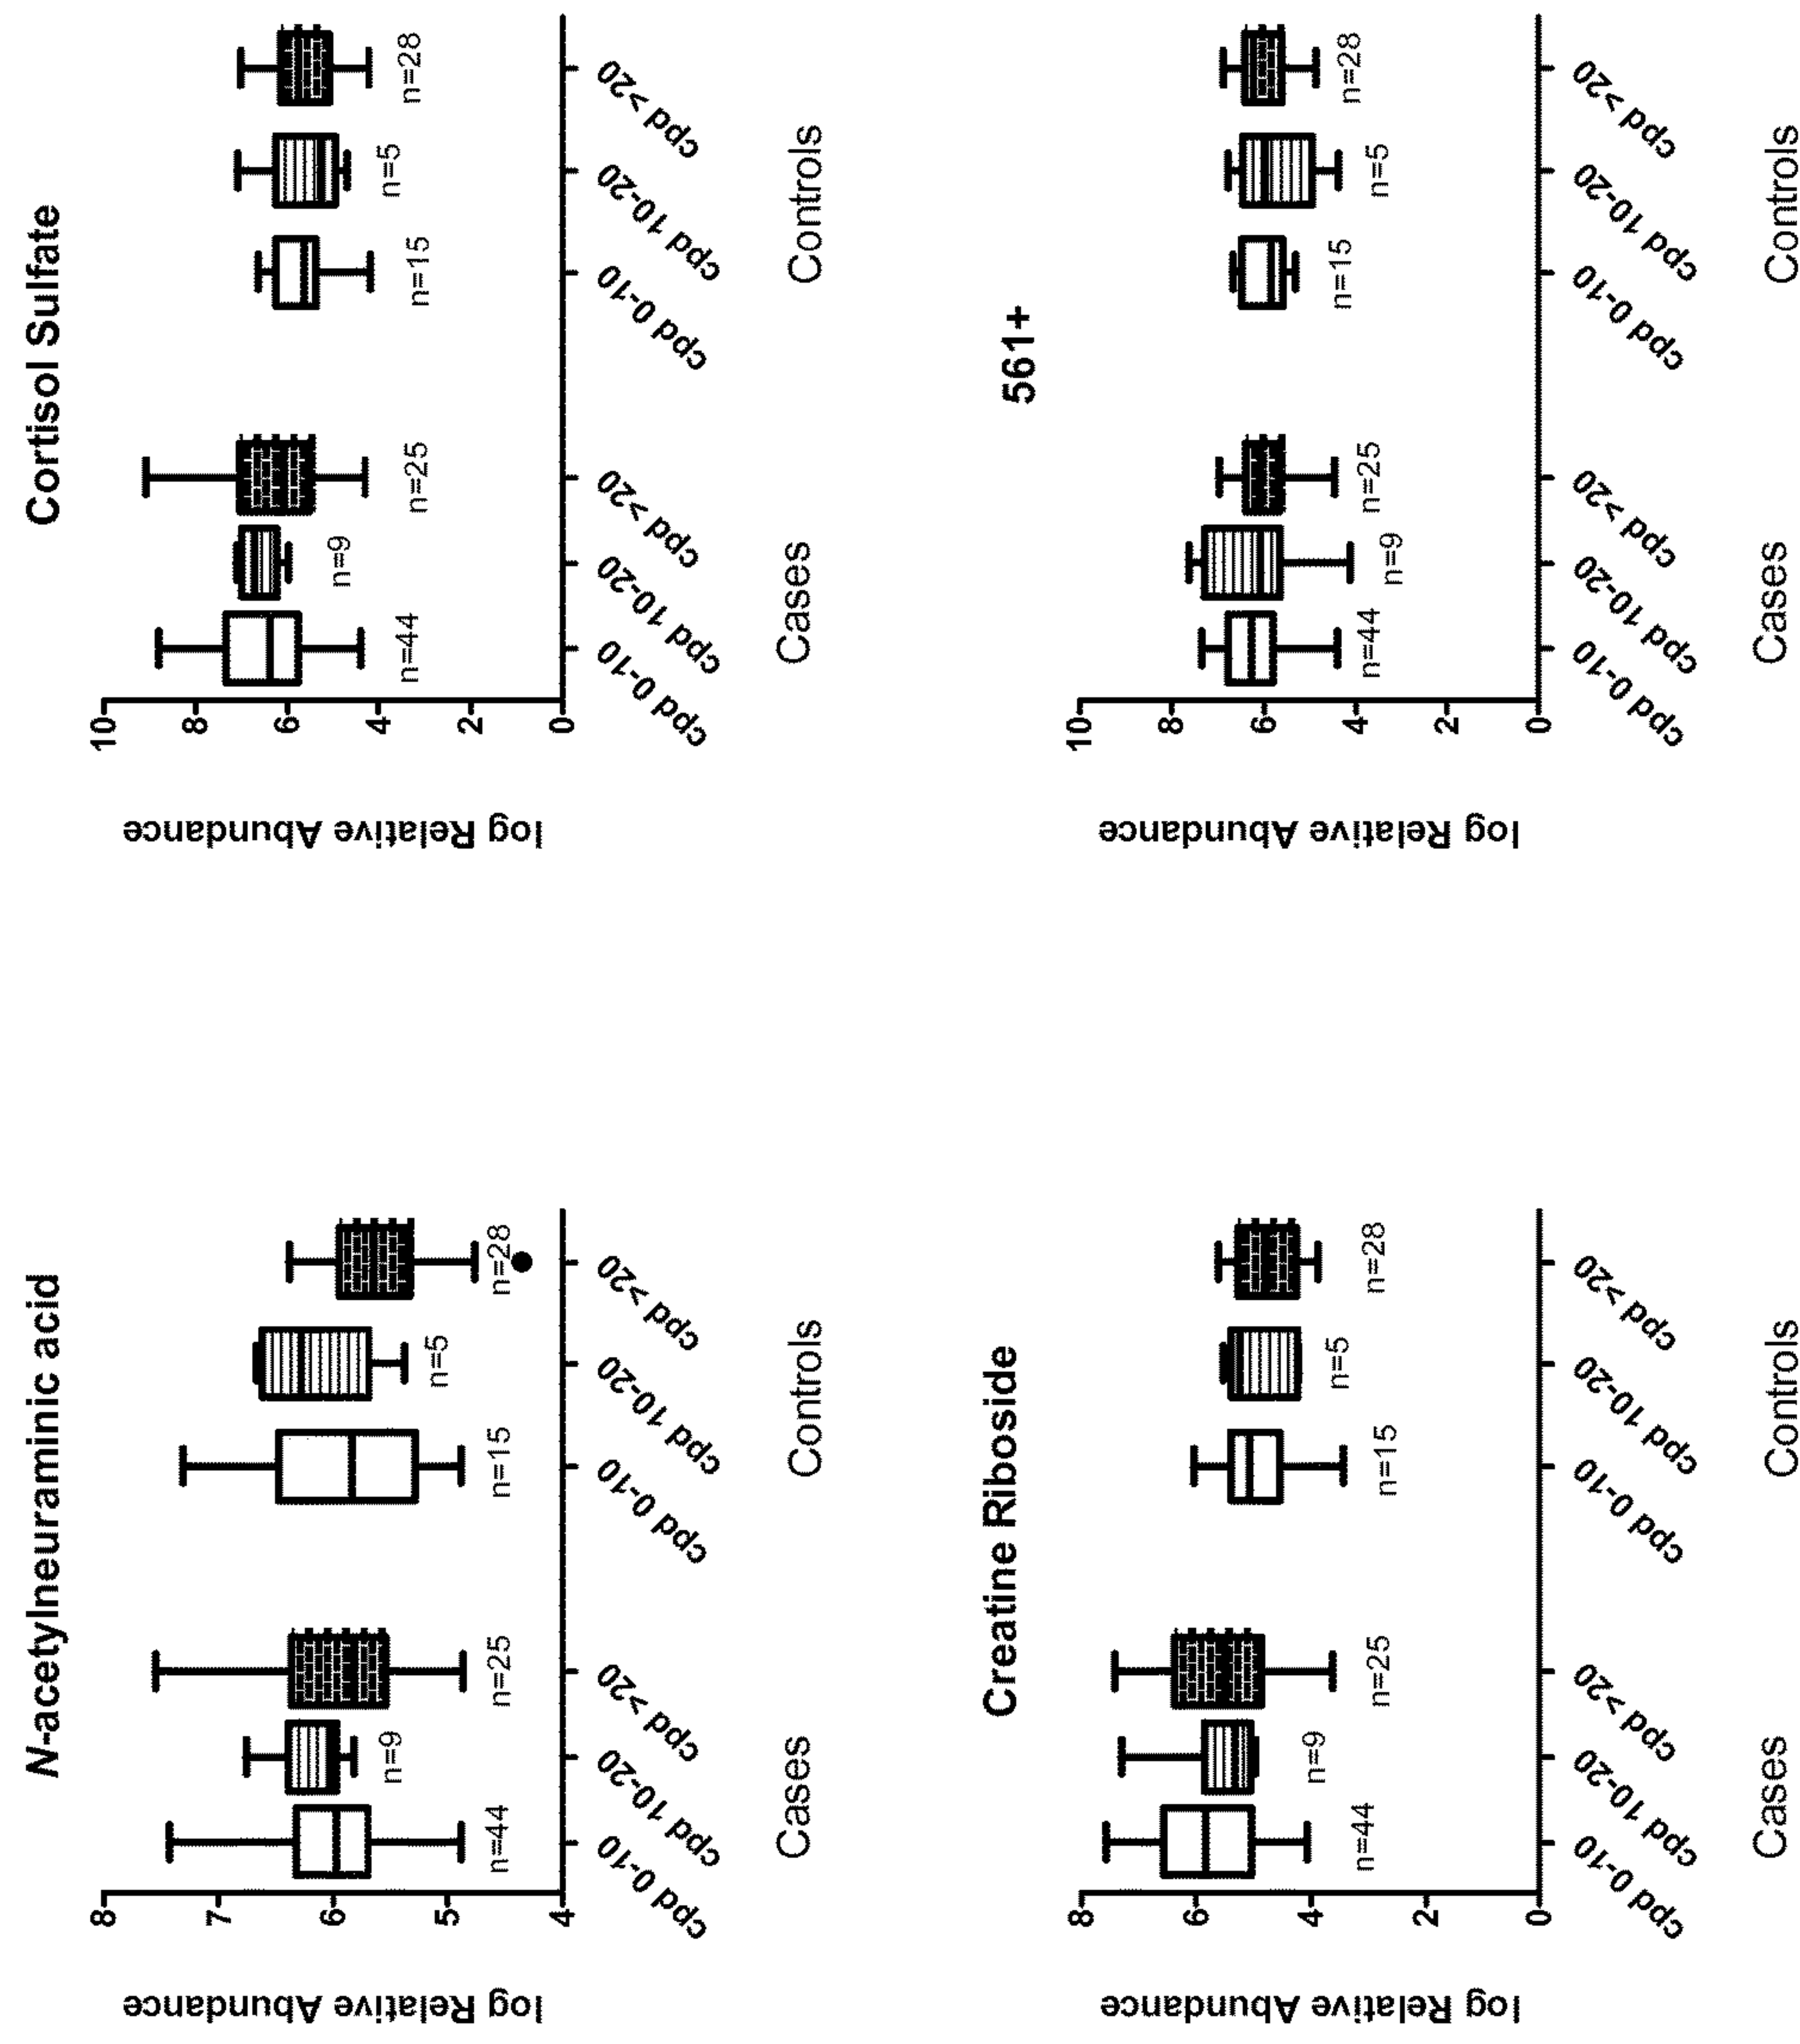 N-acetylneuraminic acid
log Relative Abundance
8
7
6
5
4
n=44
n=9
n=25
n=15
n=5
n=28
cpd 0-10
cpd 10-20
cpd >20
cpd 0-10
cpd 10-20
cpd >20
Cases
Controls
Cortisol Sulfate
log Relative Abundance
10
8
6
4
2
0
n=44
n=9
n=25
n=15
n=5
n=28
cpd 0-10
cpd 10-20
cpd >20
cpd 0-10
cpd 10-20
cpd >20
Cases
Controls
Creatine Riboside
log Relative Abundance
8
6
4
2
0
n=44
n=9
n=25
n=15
n=5
n=28
cpd 0-10
cpd 10-20
cpd >20
cpd 0-10
cpd 10-20
cpd >20
Cases
Controls
561+
log Relative Abundance
10
8
6
4
2
0
n=44
n=9
n=25
n=15
n=5
n=28
cpd 0-10
cpd 10-20
cpd >20
cpd 0-10
cpd 10-20
cpd >20
Cases
Controls